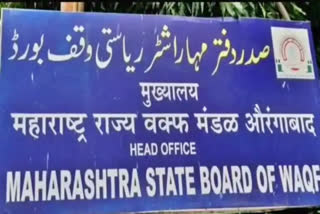 صدر دفتر مہاراشٹر ریاستی وقف بورڈ
मुख्यालय
महाराष्ट्र राज्य वक्फ मंडळ औरंगाबाद
HEAD OFFICE
MAHARASHTRA STATE BOARD OF WAQF